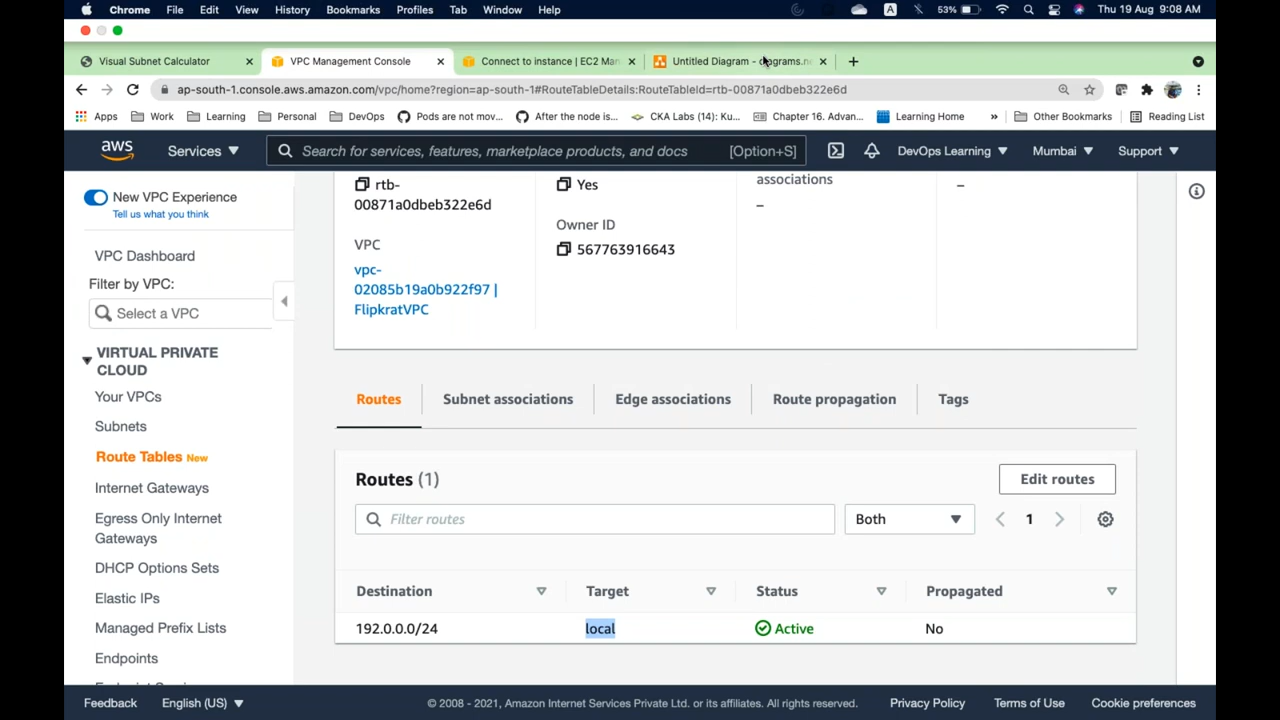 Chrome File Edit View History Bookmarks Profiles Tab Window Help A 53% Thu 19 Aug 9:08 AM
Visual Subnet Calculator VPC Management Console Connect to instance | EC2 Man
ap-south-1.console.aws.amazon.com/vpc/home?region=ap-south-1#RouteTableDetails:RouteTableId=rtb-00871a0dbeb322e6d
Apps Work Learning Personal DevOps Pods are not mov... After the node is... CKA Labs (14): Ku... Chapter 16. Advan... Learning Home » Other Bookmarks Reading List
aws Services Search for services, features, marketplace products, and docs [Option+S] DevOps Learning Mumbai Support
New VPC Experience
Tell us what you think
VPC Dashboard
Filter by VPC:
Select a VPC
VIRTUAL PRIVATE
CLOUD
Your VPCs
Subnets
Route Tables New
Internet Gateways
Egress Only Internet
Gateways
DHCP Options Sets
Elastic IPs
Managed Prefix Lists
Endpoints
rtb-
00871a0dbeb322e6d
VPC
vpc-
02085b19a0b922f97 |
FlipkratVPC
Yes
Owner ID
567763916643
associations
–
–
Routes Subnet associations Edge associations Route propagation Tags
Routes (1) Edit routes
Filter routes Both 1
Destination Target Status Propagated
192.0.0.0/24 local Active No
Feedback English (US) © 2008 - 2021, Amazon Internet Services Private Ltd. or its affiliates. All rights reserved. Privacy Policy Terms of Use Cookie preferences